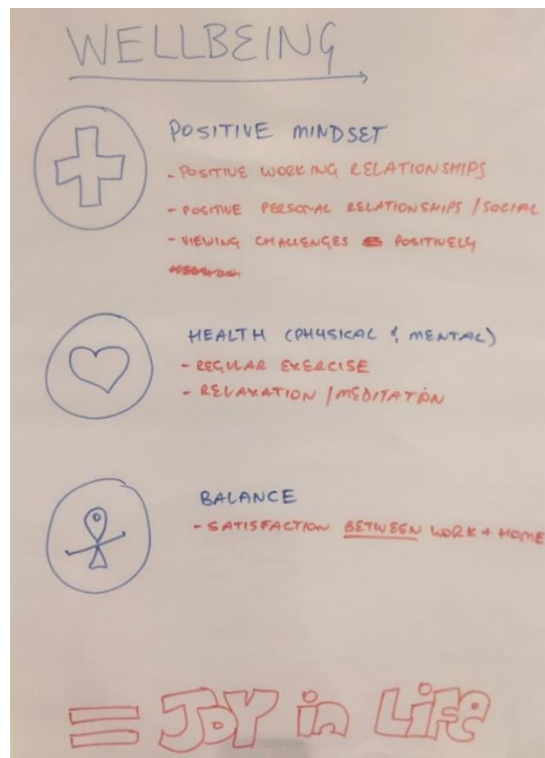 WELLBEING
POSITIVE MINDSET
- POSITIVE WORKING RELATIONSHIPS
- POSITIVE PERSONAL RELATIONSHIPS / SOCIAL
- VIEWING CHALLENGES POSITIVELY
HEALTH (PHYSICAL & MENTAL)
- REGULAR EXERCISE
- RELAXATION / MEDITATION
BALANCE
- SATISFACTION BETWEEN WORK + HOME
= JOY in LiFe